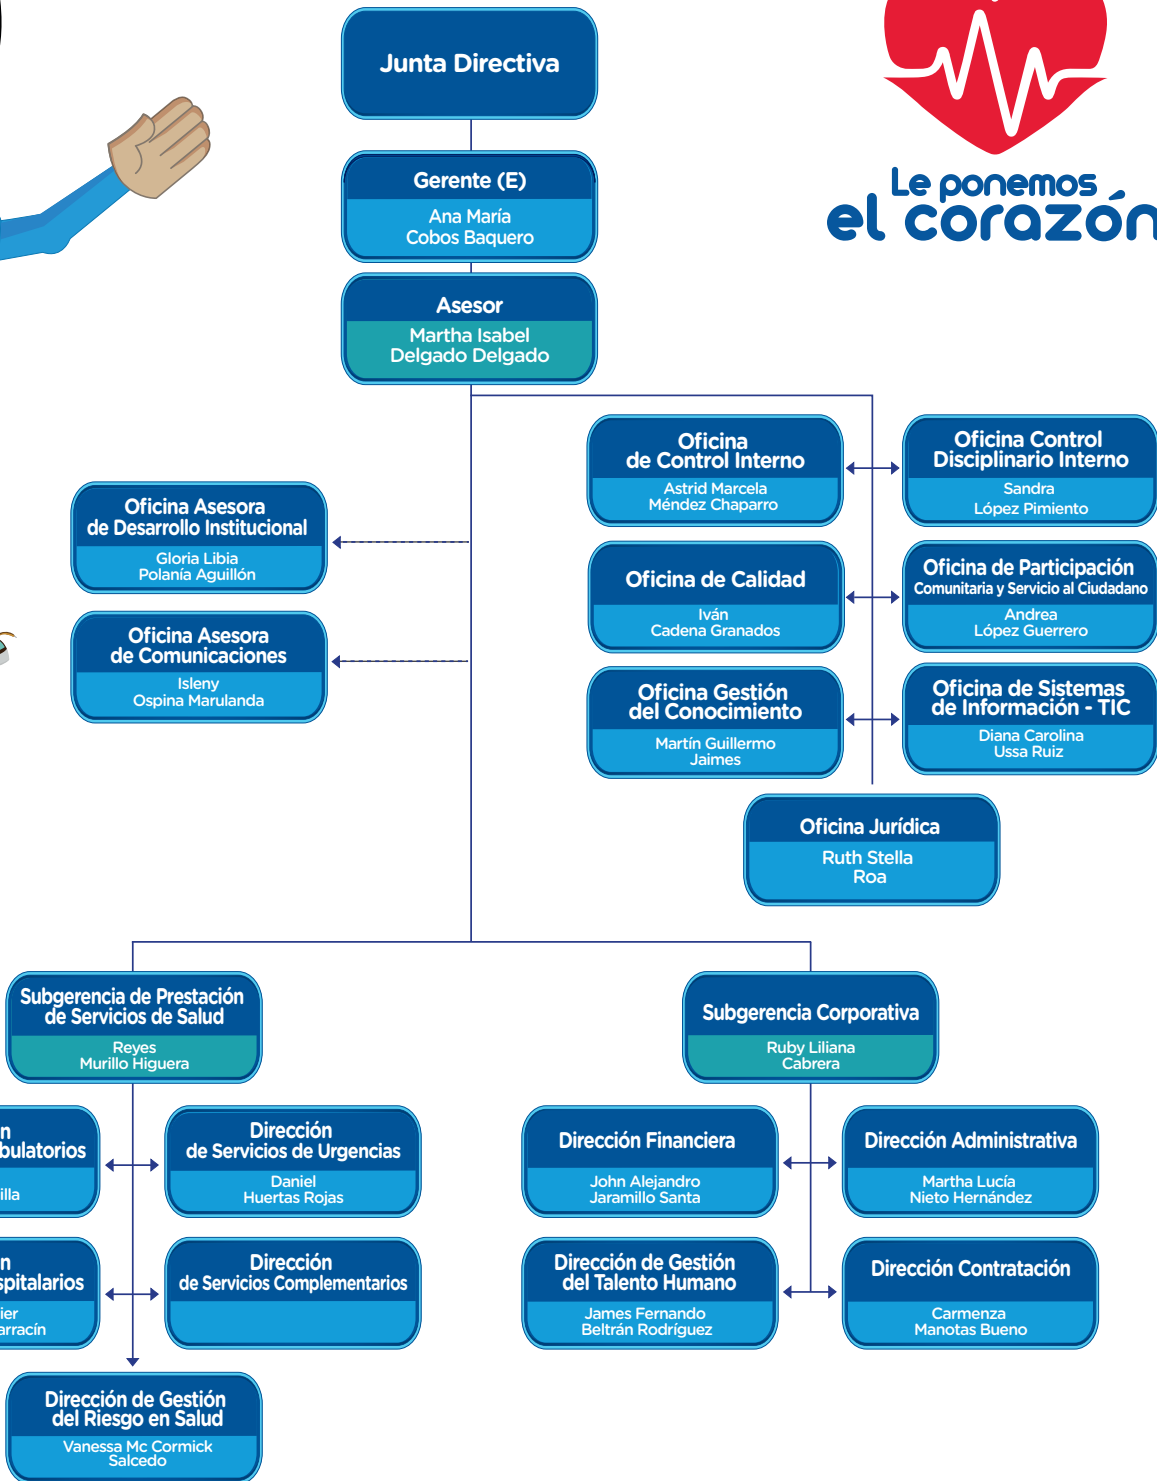 Junta Directiva
Gerente (E)
Ana María
Cobos Baquero
Le ponemos
el corazón
Asesor
Martha Isabel
Delgado Delgado
Oficina
de Control Interno
Astrid Marcela
Méndez Chaparro
Oficina Control
Disciplinario Interno
Sandra
López Pimiento
Oficina Asesora
de Desarrollo Institucional
Gloria Libia
Polanía Aguillón
Oficina de Calidad
Iván
Cadena Granados
Oficina de Participación
Comunitaria y Servicio al Ciudadano
Andrea
López Guerrero
Oficina Asesora
de Comunicaciones
Isleny
Ospina Marulanda
Oficina Gestión
del Conocimiento
Martín Guillermo
Jaimes
Oficina de Sistemas
de Información - TIC
Diana Carolina
Ussa Ruiz
Oficina Jurídica
Ruth Stella
Roa
Subgerencia de Prestación
de Servicios de Salud
Reyes
Murillo Higuera
Subgerencia Corporativa
Ruby Liliana
Cabrera
Dirección
de Servicios de Urgencias
Daniel
Huertas Rojas
Dirección Financiera
John Alejandro
Jaramillo Santa
Dirección Administrativa
Martha Lucía
Nieto Hernández
Dirección
de Servicios Complementarios
Dirección de Gestión
del Talento Humano
James Fernando
Beltrán Rodríguez
Dirección Contratación
Carmenza
Manotas Bueno
Dirección de Gestión
del Riesgo en Salud
Vanessa Mc Cormick
Salcedo